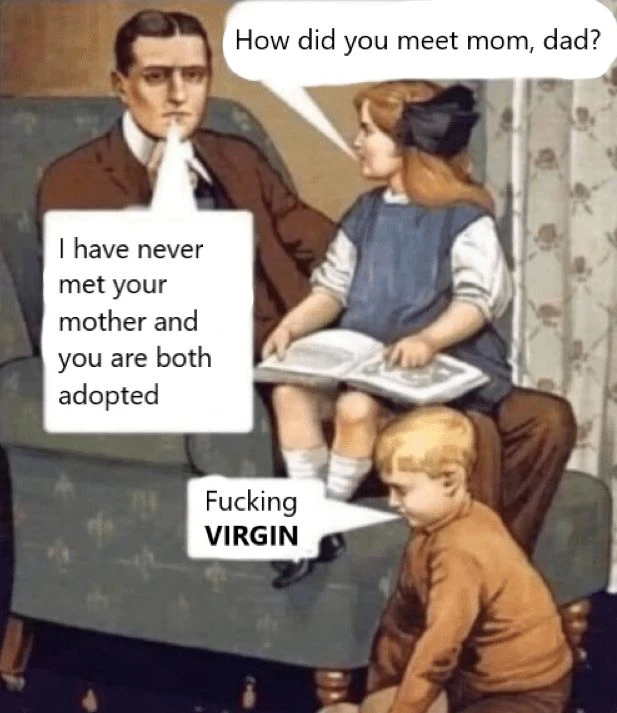 How did you meet mom, dad?
I have never
met your
mother and
you are both
adopted
Fucking
VIRGIN